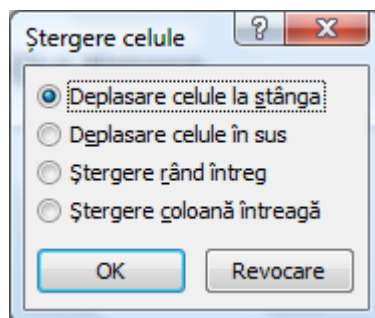 Ștergere celule
Deplasare celule la stânga
Deplasare celule în sus
Ștergere rând întreg
Ștergere coloană întreagă
OK Revocare